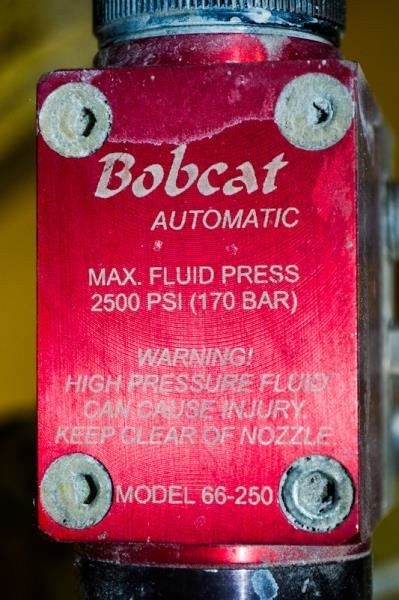 Bobcat
AUTOMATIC
MAX. FLUID PRESS
2500 PSI (170 BAR)
WARNING!
HIGH PRESSURE FLUID
CAN CAUSE INJURY.
KEEP CLEAR OF NOZZLE
MODEL 66-250